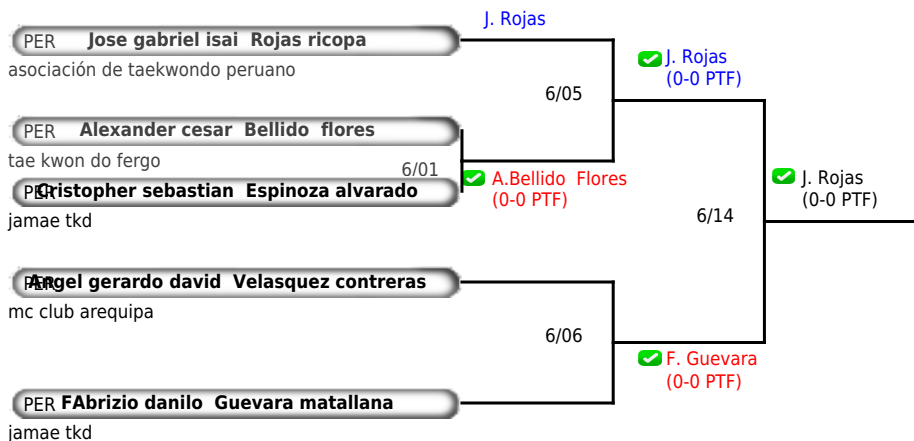 J. Rojas
PER Jose gabriel isai Rojas ricopa
asociación de taekwondo peruano
J. Rojas
(0-0 PTF)
6/05
PER Alexander cesar Bellido flores
tae kwon do fergo
6/01
A.Bellido Flores
(0-0 PTF)
PER Cristopher sebastian Espinoza alvarado
jamae tkd
J. Rojas
(0-0 PTF)
6/14
PER Angel gerardo david Velasquez contreras
mc club arequipa
6/06
F. Guevara
(0-0 PTF)
PER FAbrizio danilo Guevara matallana
jamae tkd